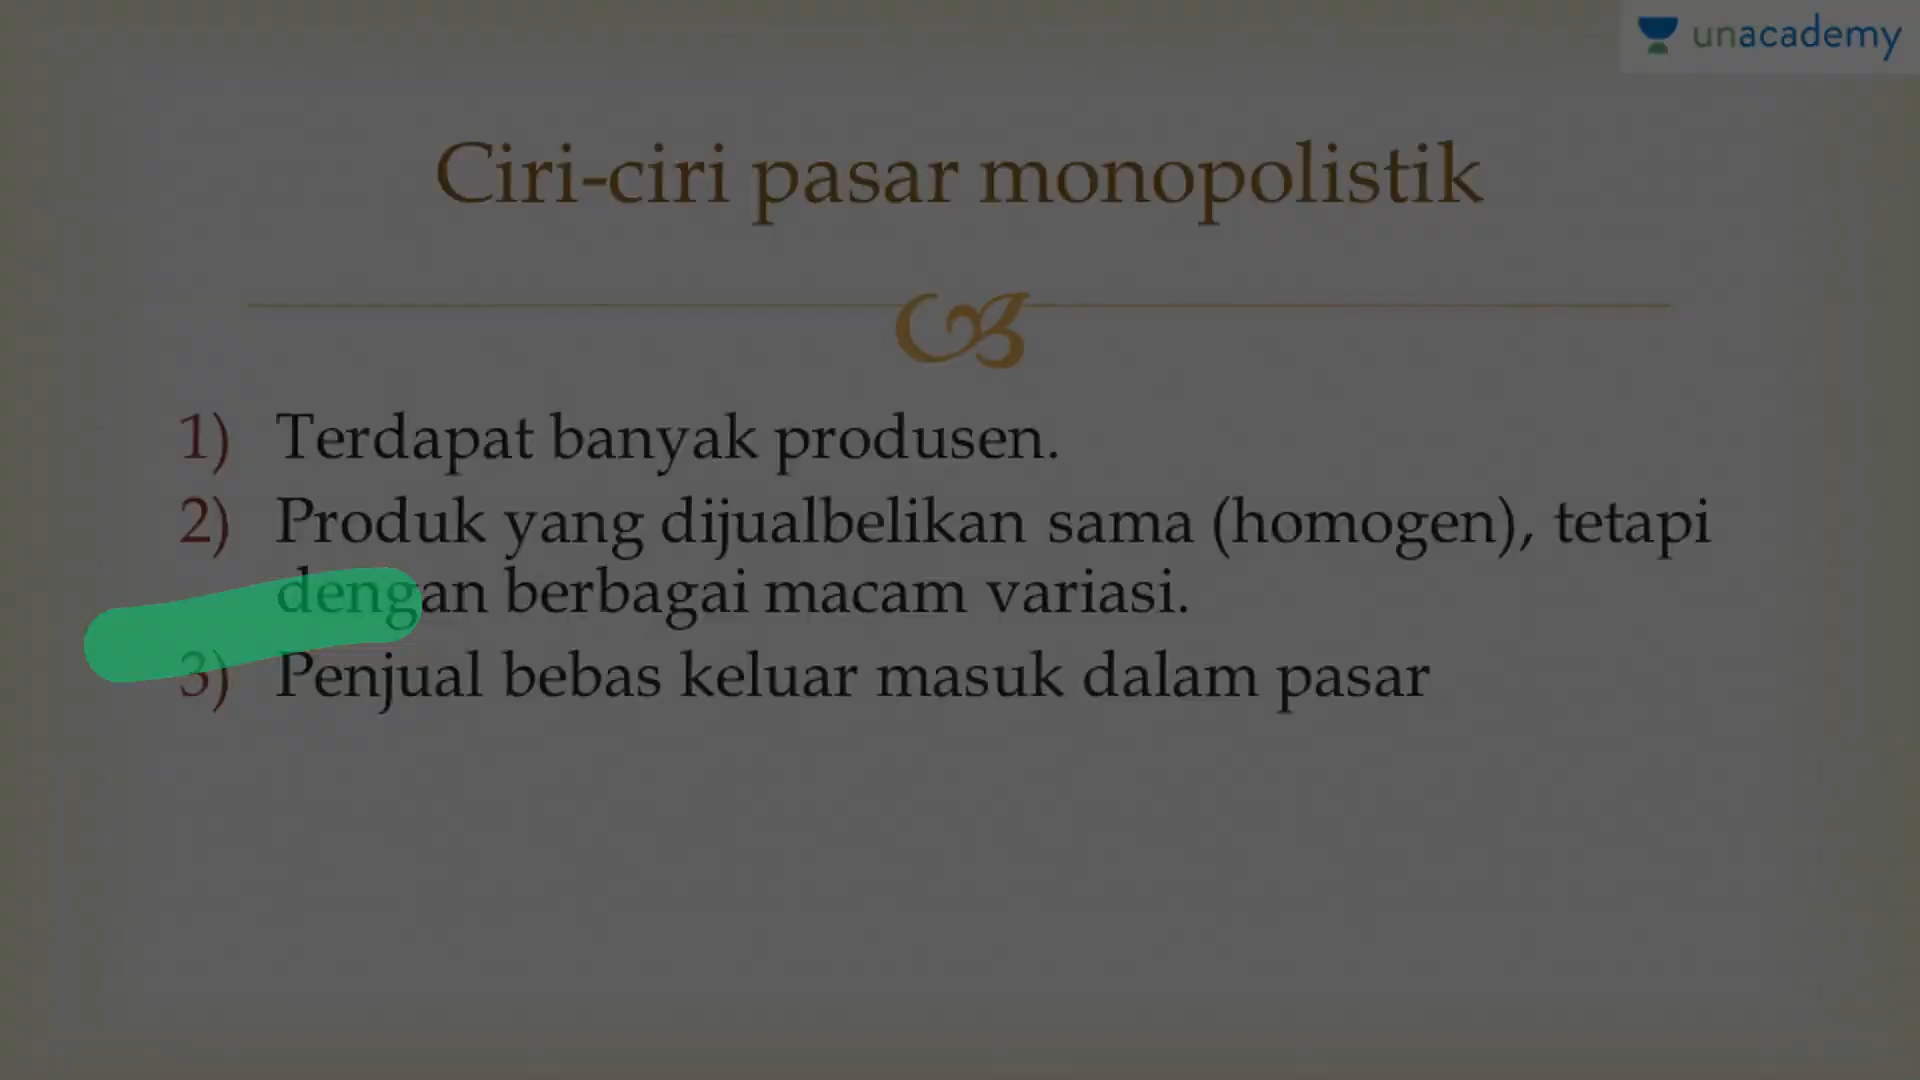 unacademy
Ciri-ciri pasar monopolistik
1) Terdapat banyak produsen.
2) Produk yang dijualbelikan sama (homogen), tetapi
dengan berbagai macam variasi.
3) Penjual bebas keluar masuk dalam pasar